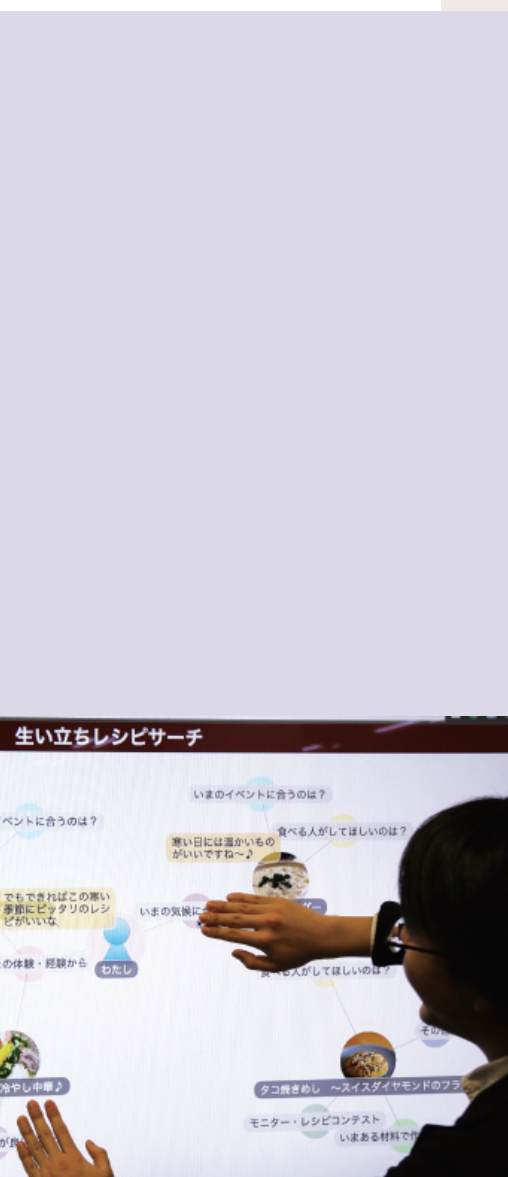 生い立ちレシピサーチ
いまのイベントに合うのは？
ベントに合うのは？
食べる人がしてほしいのは？
寒い日には温かいもの
がいいですね〜♪
でもできればこの寒い
季節にピッタリのレシ
ピがいいな
いまの気候に
の体験・経験から
わたし
食べる人がしてほしいのは？
その
冷やし中華♪
タコ焼きめし　〜スイスダイヤモンドのフラ
モニター・レシピコンテスト
いまある材料で作
が良